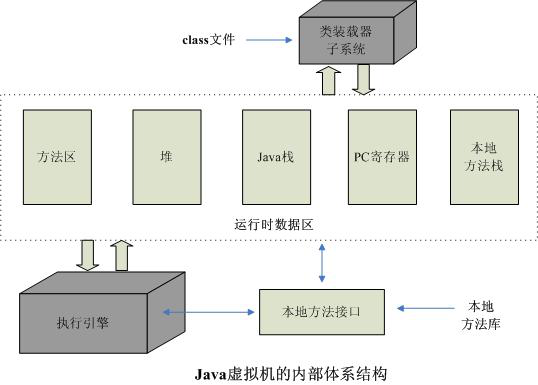 class文件
类装载器
子系统
方法区
堆
Java栈
PC寄存器
本地
方法栈
运行时数据区
执行引擎
本地方法接口
本地
方法库
Java虚拟机的内部体系结构